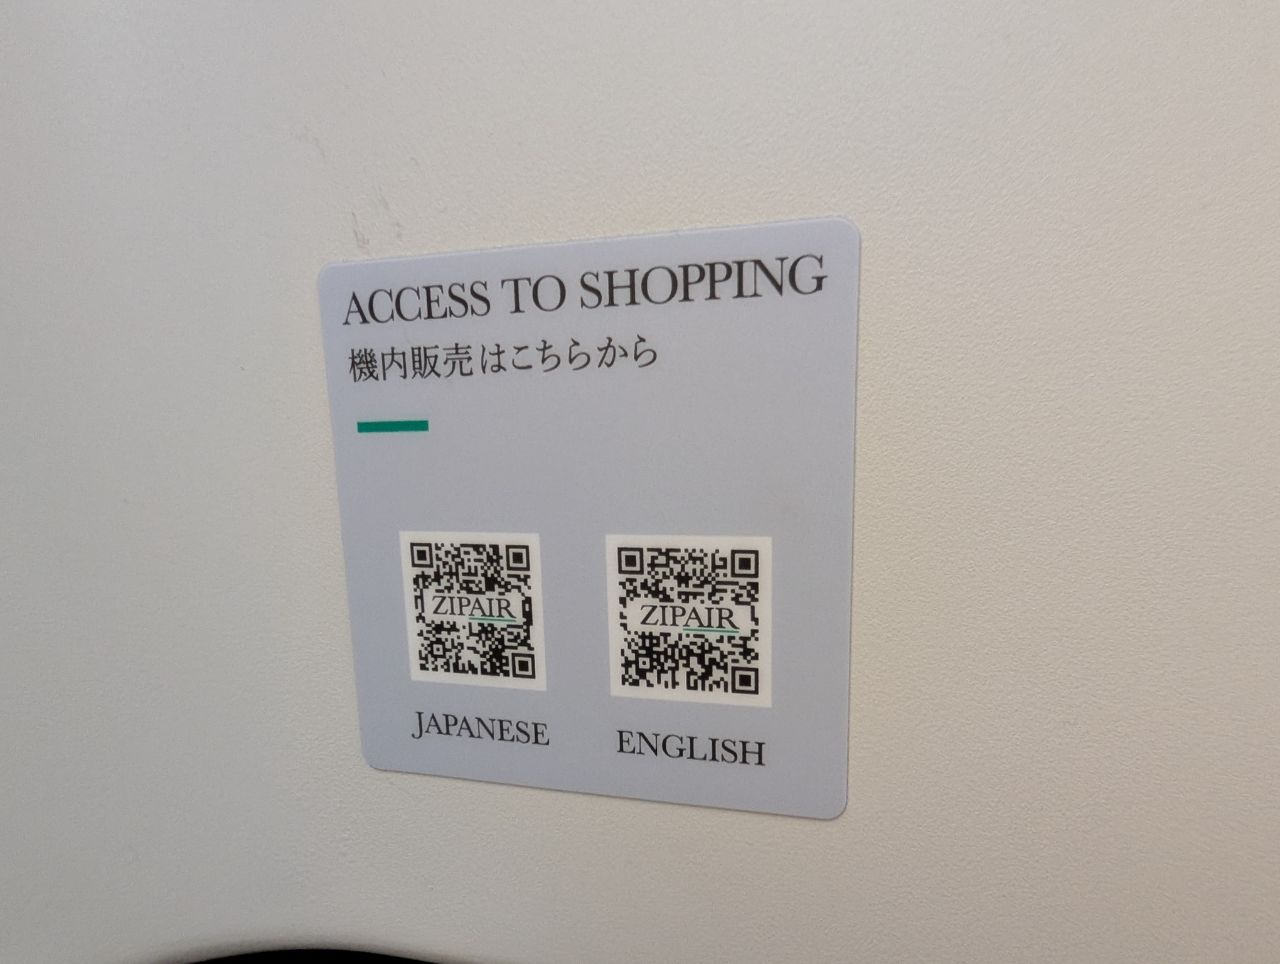 ACCESS TO SHOPPING
機内販売はこちらから
ZIPAIR ZIPAIR
JAPANESE ENGLISH